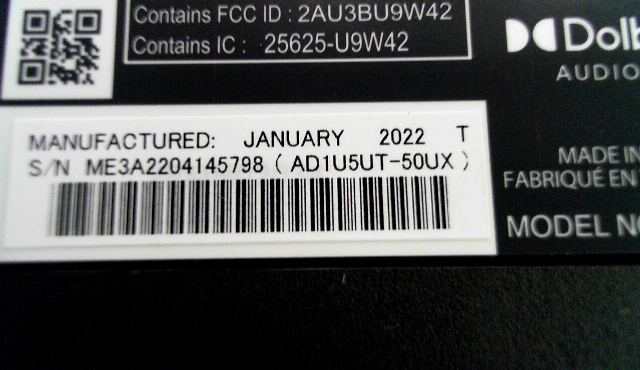 Contains FCC ID : 2AU3BU9W42
Contains IC : 25625-U9W42
AUDIO
MANUFACTURED: JANUARY 2022 T
S/N ME3A2204145798 ( AD1U5UT-50UX )
MADE IN
FABRIQUÉ EN
MODEL